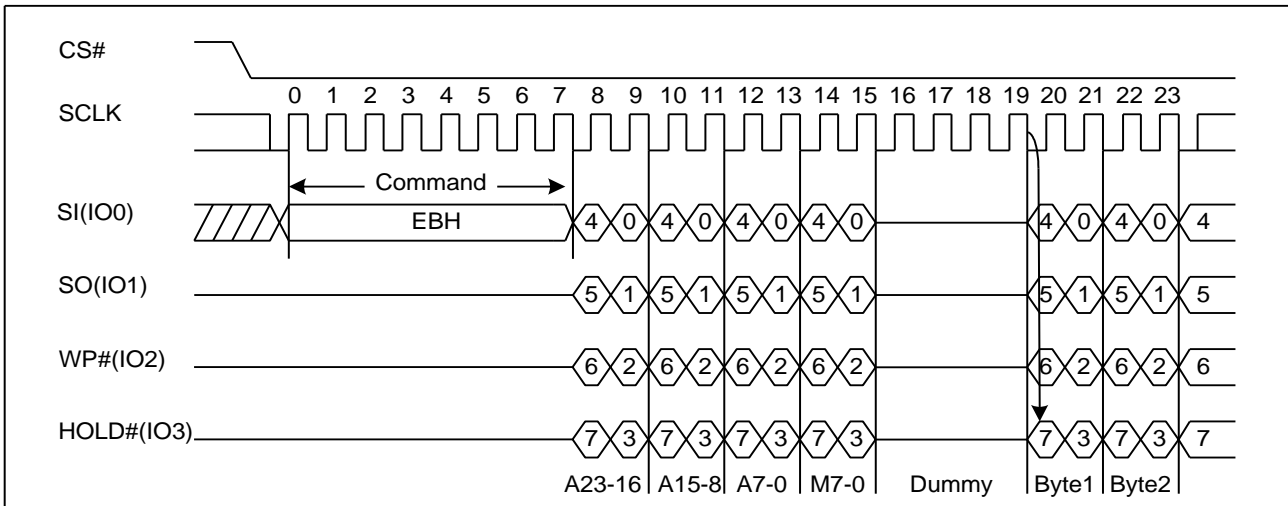 CS#
0 1 2 3 4 5 6 7 8 9 10 11 12 13 14 15 16 17 18 19 20 21 22 23
SCLK
Command
SI(IO0) EBH 4 0 4 0 4 0 4 0 4 0 4 0 4
SO(IO1) 5 1 5 1 5 1 5 1 5 1 5 1 5
WP#(IO2) 6 2 6 2 6 2 6 2 6 2 6 2 6
HOLD#(IO3) 7 3 7 3 7 3 7 3 7 3 7 3 7
A23-16 A15-8 A7-0 M7-0 Dummy Byte1 Byte2